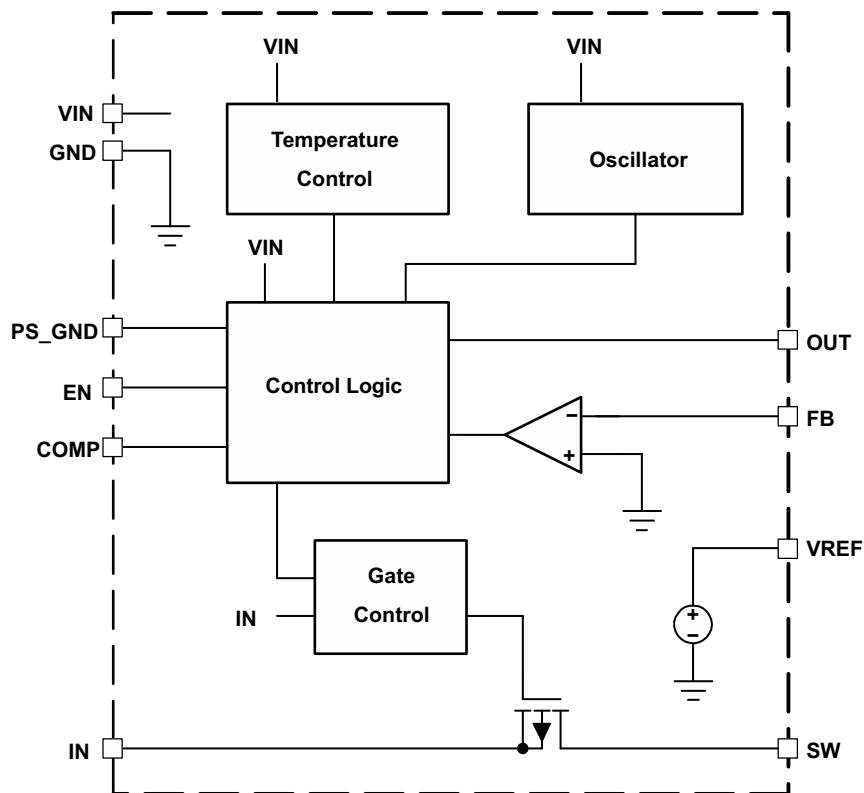 VIN
VIN
VIN
GND
Temperature
Control
Oscillator
VIN
PS_GND
EN
COMP
Control Logic
OUT
FB
−
+
VREF
Gate
Control
IN
+
−
IN
SW